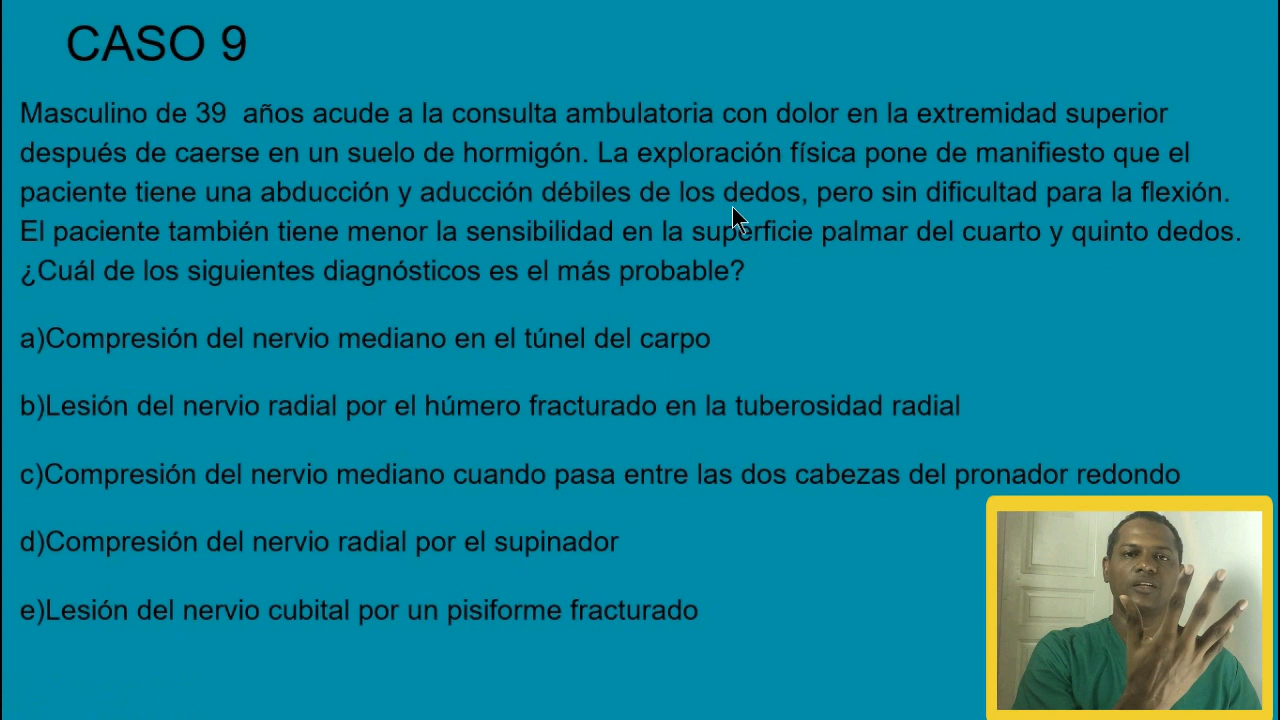 CASO 9
Masculino de 39  años acude a la consulta ambulatoria con dolor en la extremidad superior
después de caerse en un suelo de hormigón. La exploración física pone de manifiesto que el
paciente tiene una abducción y aducción débiles de los dedos, pero sin dificultad para la flexión.
El paciente también tiene menor la sensibilidad en la superficie palmar del cuarto y quinto dedos.
¿Cuál de los siguientes diagnósticos es el más probable?
a)Compresión del nervio mediano en el túnel del carpo
b)Lesión del nervio radial por el húmero fracturado en la tuberosidad radial
c)Compresión del nervio mediano cuando pasa entre las dos cabezas del pronador redondo
d)Compresión del nervio radial por el supinador
e)Lesión del nervio cubital por un pisiforme fracturado